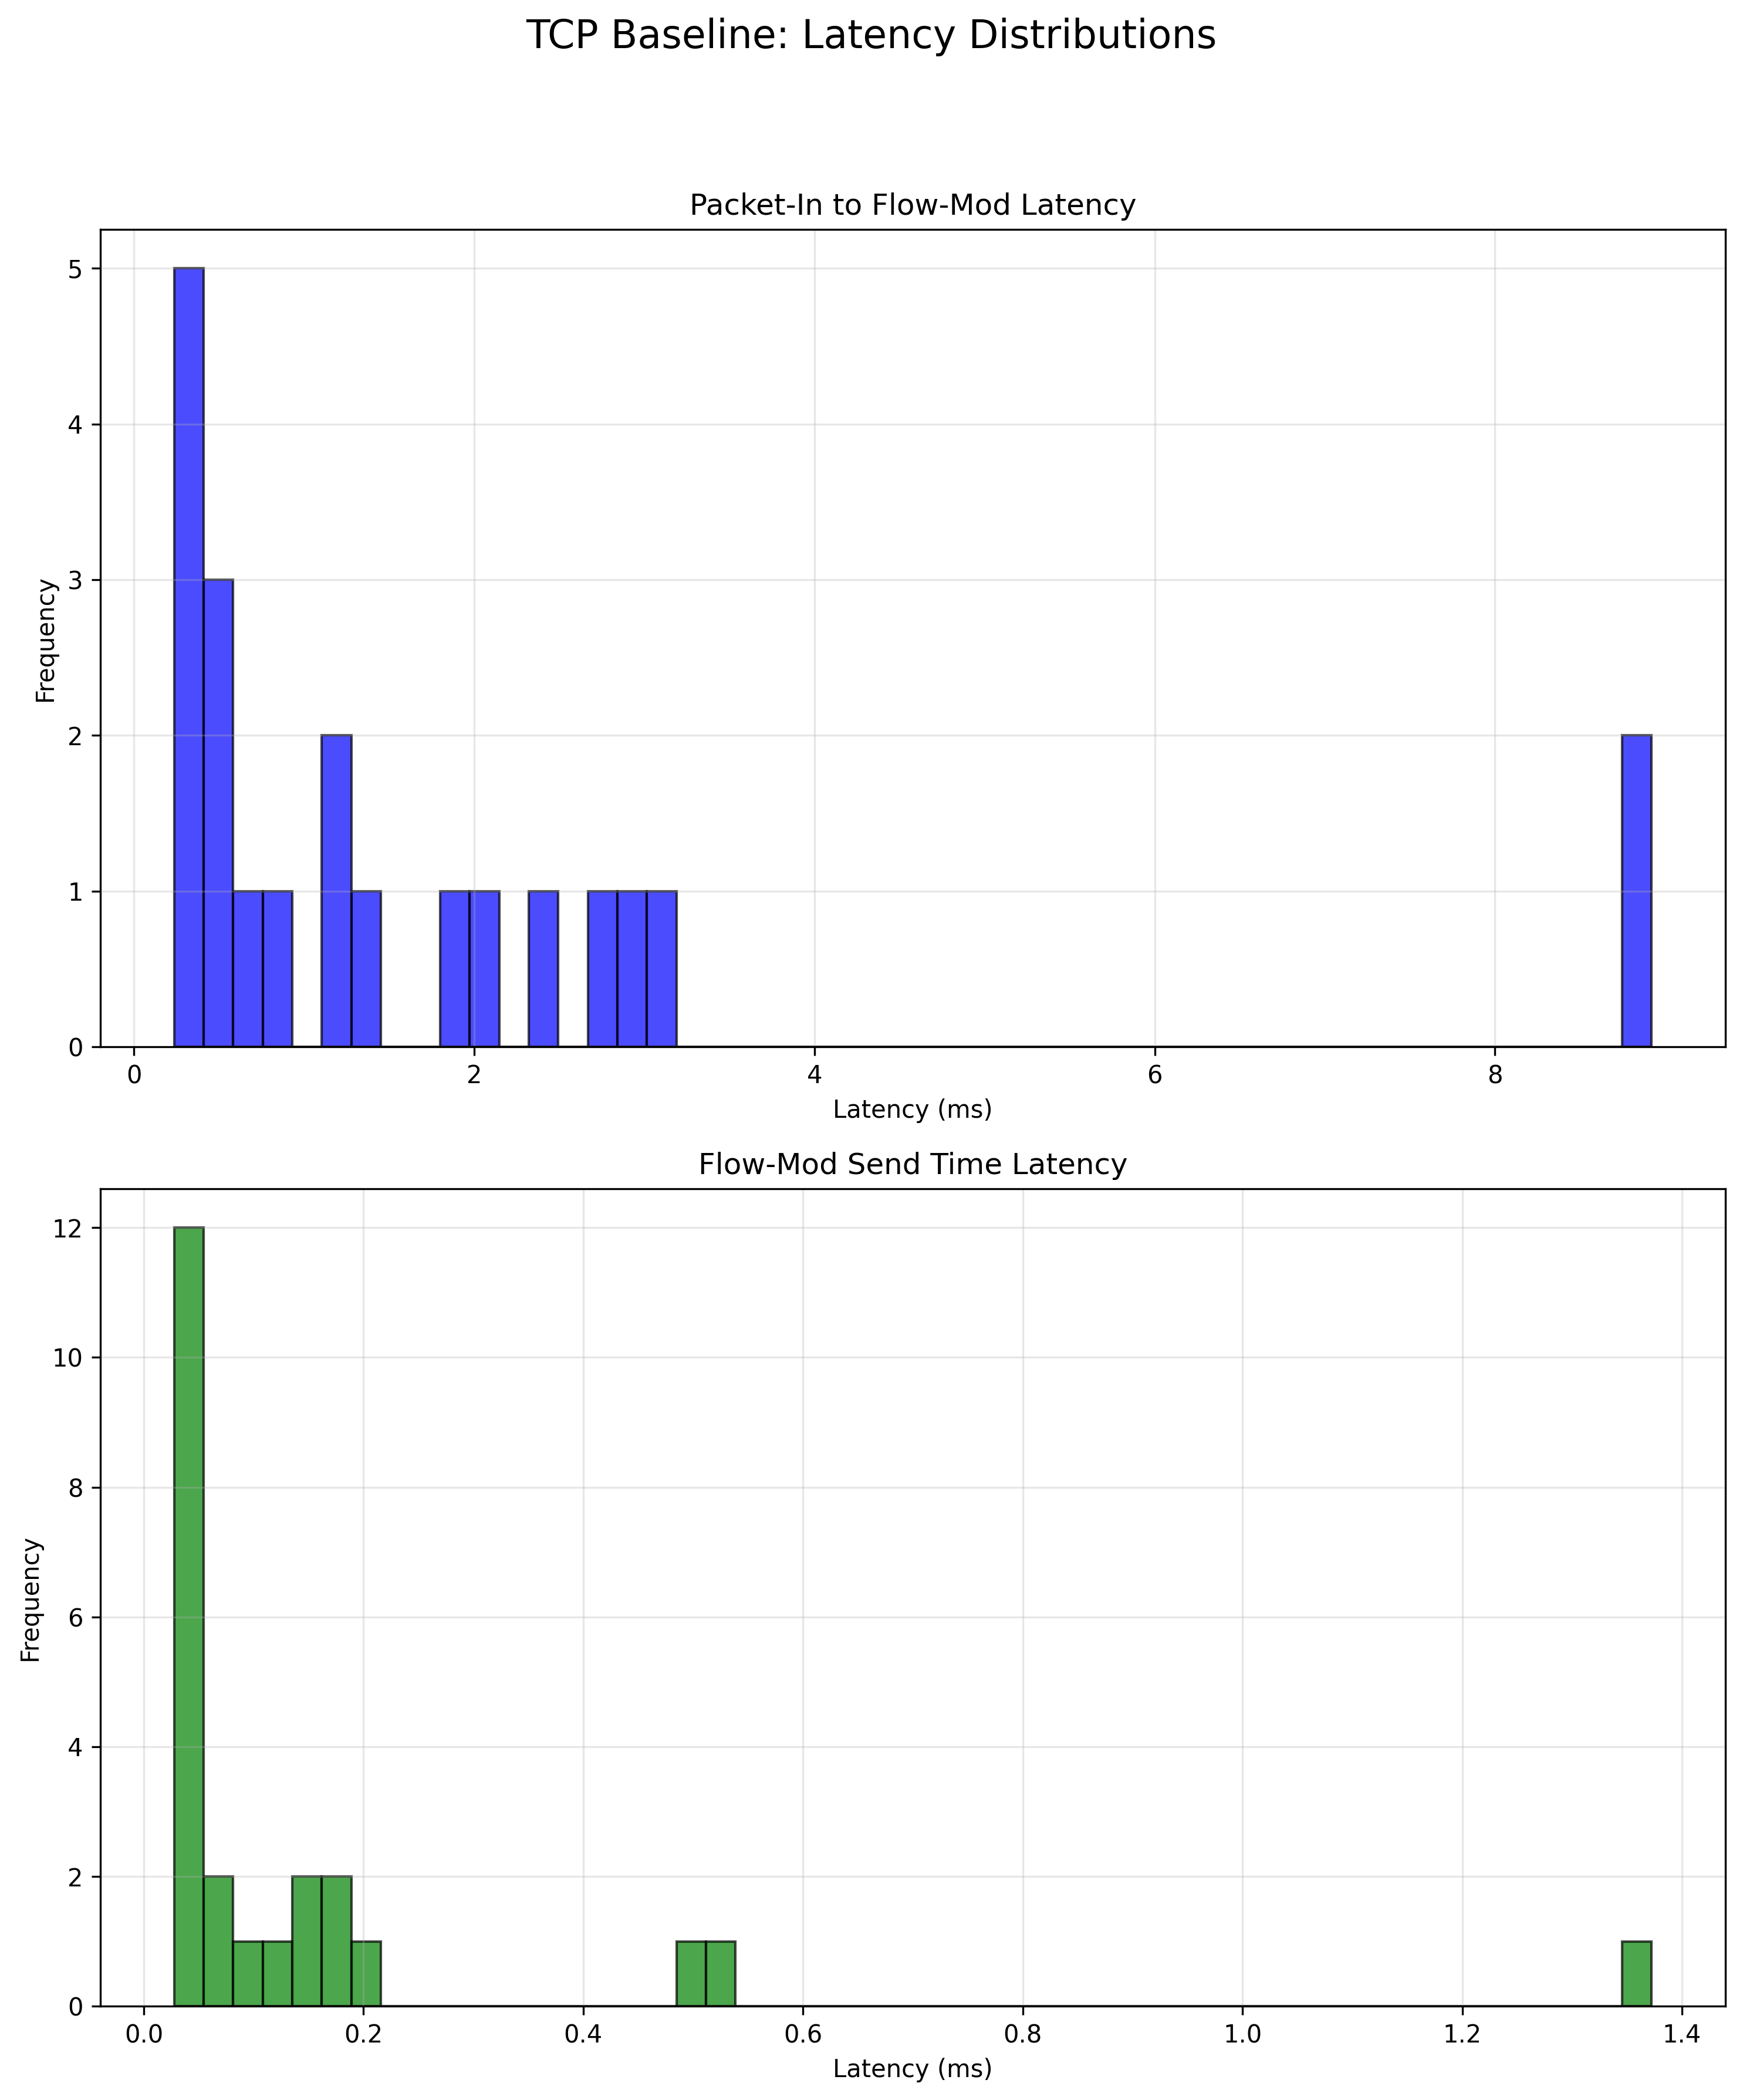 TCP Baseline: Latency Distributions
Packet-In to Flow-Mod Latency
5
4
3
2
1
0
Frequency
0 2 4 6 8
Latency (ms)
Flow-Mod Send Time Latency
12
10
8
6
4
2
0
Frequency
0.0 0.2 0.4 0.6 0.8 1.0 1.2 1.4
Latency (ms)